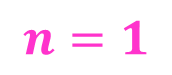 n = 1